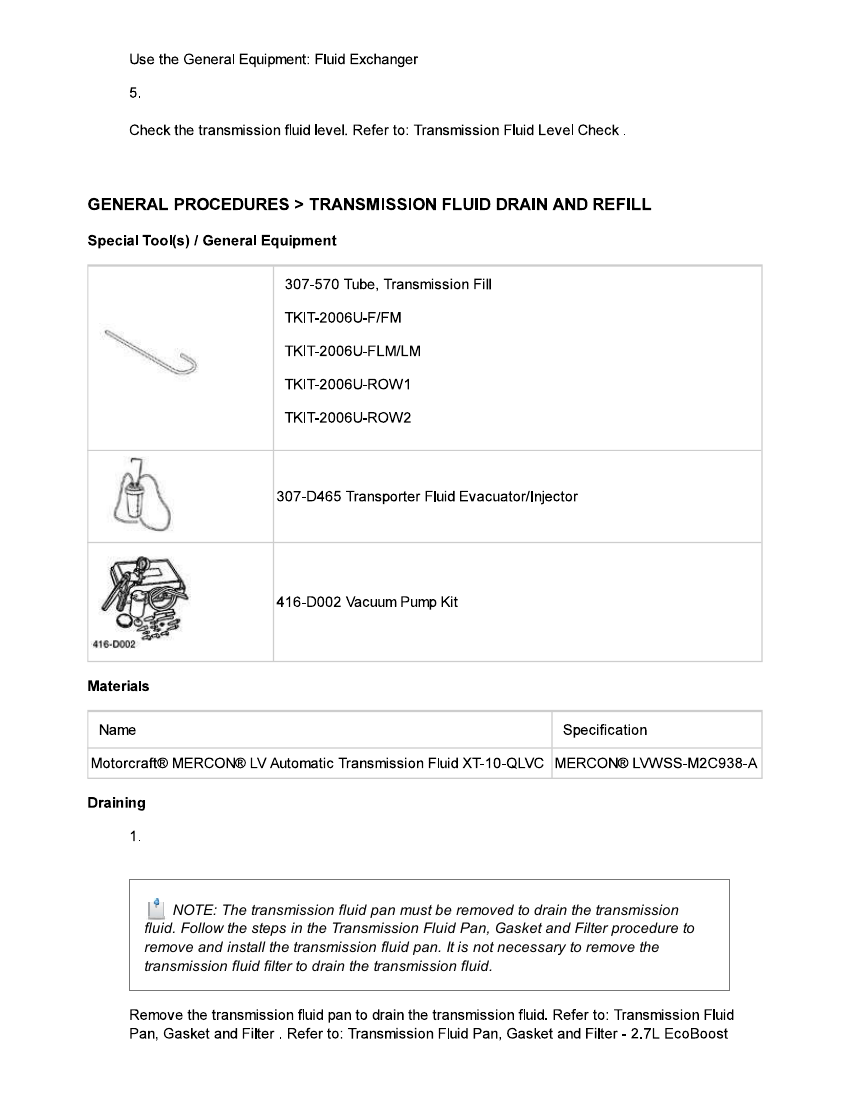 Use the General Equipment: Fluid Exchanger
5.
Check the transmission fluid level. Refer to: Transmission Fluid Level Check .
GENERAL PROCEDURES > TRANSMISSION FLUID DRAIN AND REFILL
Special Tool(s) / General Equipment
307-570 Tube, Transmission Fill
TKIT-2006U-F/FM
TKIT-2006U-FLM/LM
TKIT-2006U-ROW1
TKIT-2006U-ROW2
307-D465 Transporter Fluid Evacuator/Injector
416-D002
416-D002 Vacuum Pump Kit
Materials
Name Specification
Motorcraft® MERCON® LV Automatic Transmission Fluid XT-10-QLVC MERCON® LVWSS-M2C938-A
Draining
1.
NOTE: The transmission fluid pan must be removed to drain the transmission
fluid. Follow the steps in the Transmission Fluid Pan, Gasket and Filter procedure to
remove and install the transmission fluid pan. It is not necessary to remove the
transmission fluid filter to drain the transmission fluid.
Remove the transmission fluid pan to drain the transmission fluid. Refer to: Transmission Fluid
Pan, Gasket and Filter . Refer to: Transmission Fluid Pan, Gasket and Filter - 2.7L EcoBoost